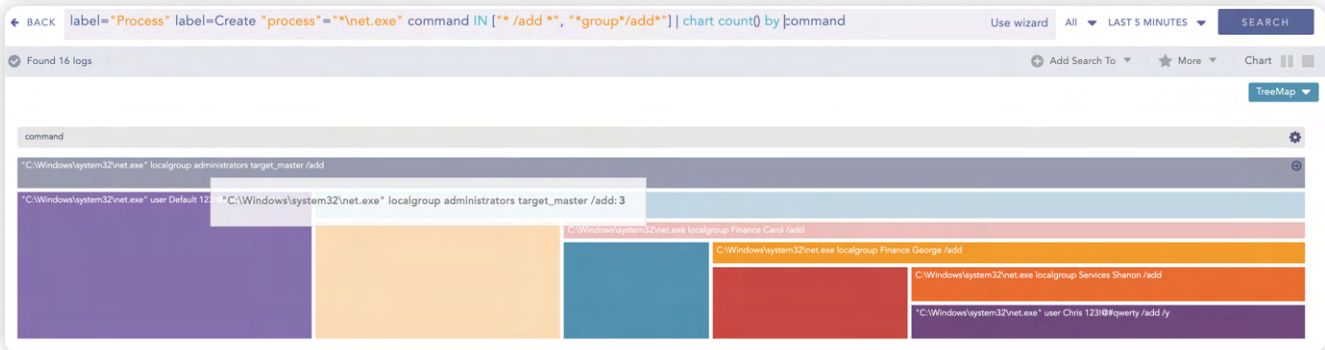 BACK
label="Process" label=Create "process"="*\net.exe" command IN ["* /add *", "*group*/add*"] | chart count() by command
Use wizard
All
LAST 5 MINUTES
SEARCH
Found 16 logs
Add Search To
More
Chart
TreeMap
command
"C:\Windows\system32\net.exe" localgroup administrators target_master /add
"C:\Windows\system32\net.exe" user Default
"C:\Windows\system32\net.exe" localgroup administrators target_master /add: 3
C:\Windows\system32\net.exe localgroup Finance Carol /add
C:\Windows\system32\net.exe localgroup Finance George /add
C:\Windows\system32\net.exe localgroup Services Shanon /add
"C:\Windows\system32\net.exe" user Chris 123!@#qwerty /add /y